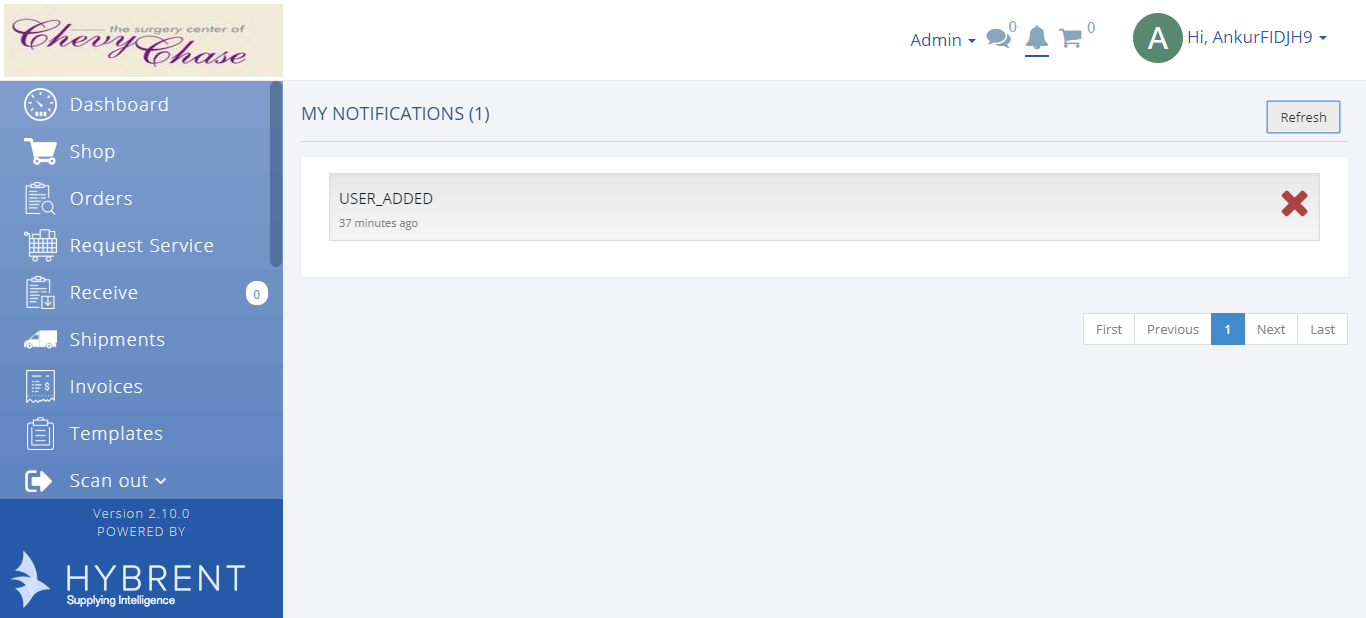 the surgery center of
Chevy Chase
Admin
0
0
A
Hi, AnkurFIDJH9
Dashboard
Shop
Orders
Request Service
Receive
0
Shipments
Invoices
$
Templates
Scan out
Version 2.10.0
POWERED BY
HYBRENT
Supplying Intelligence
MY NOTIFICATIONS (1)
Refresh
USER_ADDED
37 minutes ago
First Previous 1 Next Last